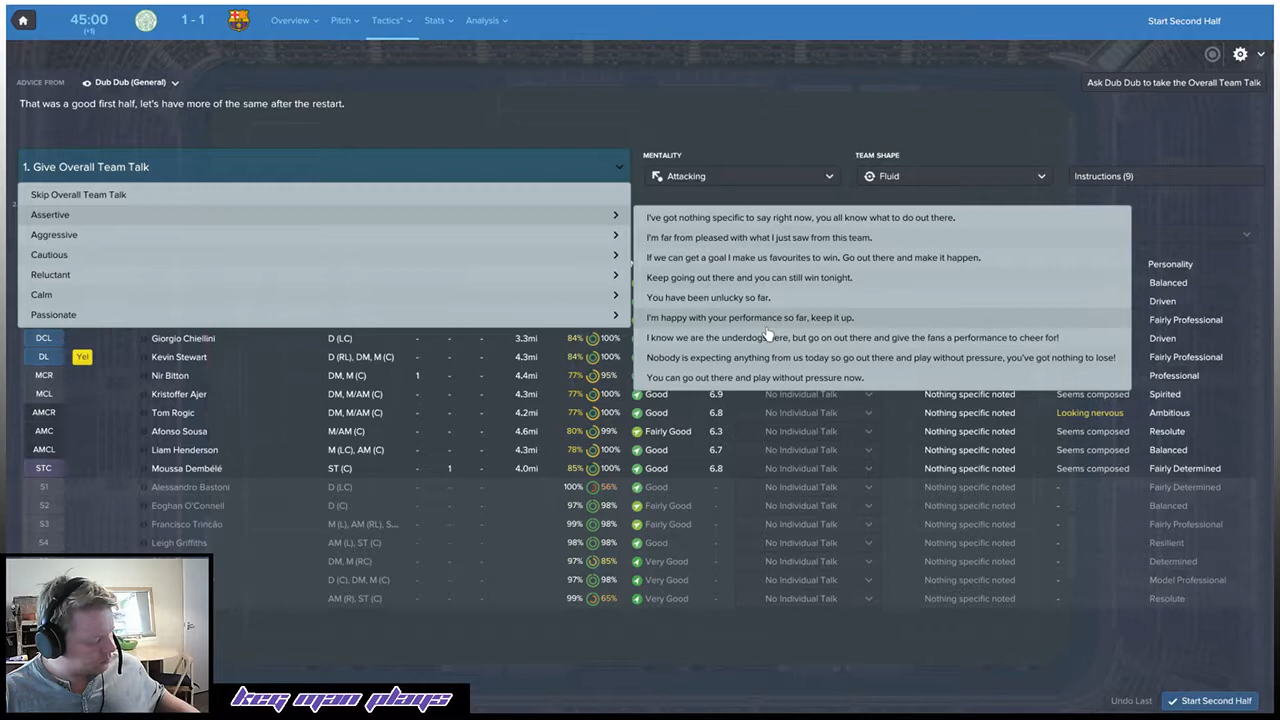 45:00
(+1)
1 - 1
Overview
Pitch
Tactics*
Stats
Analysis
Start Second Half
ADVICE FROM
Dub Dub (General)
Ask Dub Dub to take the Overall Team Talk
That was a good first half, let's have more of the same after the restart.
1. Give Overall Team Talk
MENTALITY
Attacking
TEAM SHAPE
Fluid
Instructions (9)
Skip Overall Team Talk
Assertive
Aggressive
Cautious
Reluctant
Calm
Passionate
I've got nothing specific to say right now, you all know what to do out there.
I'm far from pleased with what I just saw from this team.
If we can get a goal I make us favourites to win. Go out there and make it happen.
Keep going out there and you can still win tonight.
You have been unlucky so far.
I'm happy with your performance so far, keep it up.
I know we are the underdogs here, but go on out there and give the fans a performance to cheer for!
Nobody is expecting anything from us today so go out there and play without pressure, you've got nothing to lose!
You can go out there and play without pressure now.
Personality
Balanced
Driven
Fairly Professional
DCL Giorgio Chiellini D (LC) - - - 3.3mi 84% 100% Driven
DL Yel Kevin Stewart D (RL), DM, M (C) - - - 4.3mi 84% 100% Fairly Professional
MCR Nir Bitton DM, M (C) 1 - - 4.4mi 77% 95% Professional
MCL Kristoffer Ajer DM, M/AM (C) - - - 4.3mi 77% 100% Good 6.9 No Individual Talk Nothing specific noted Seems composed Spirited
AMCR Tom Rogic DM, M/AM (C) - - - 4.2mi 77% 100% Good 6.8 No Individual Talk Nothing specific noted Looking nervous Ambitious
AMC Afonso Sousa M/AM (C) - - - 4.6mi 80% 99% Fairly Good 6.3 No Individual Talk Nothing specific noted Seems composed Resolute
AMCL Liam Henderson M (LC), AM (C) - - - 4.3mi 78% 100% Good 6.7 No Individual Talk Nothing specific noted Seems composed Balanced
STC Moussa Dembélé ST (C) - 1 - 4.0mi 85% 100% Good 6.8 No Individual Talk Nothing specific noted Seems composed Fairly Determined
S1 Alessandro Bastoni D (LC) - - - 100% 56% Good - No Individual Talk Nothing specific noted - Fairly Determined
S2 Eoghan O'Connell D (C) - - - 97% 98% Fairly Good - No Individual Talk Nothing specific noted - Balanced
S3 Francisco Trincão M (L), AM (RL), S... - - - 99% 98% Fairly Good - No Individual Talk Nothing specific noted - Fairly Professional
S4 Leigh Griffiths AM (L), ST (C) - - - 98% 98% Good - No Individual Talk Nothing specific noted - Resilient
DM, M (RC) - - - 97% 85% Very Good - No Individual Talk Nothing specific noted - Determined
D (C), DM, M (C) - - - 97% 98% Very Good - No Individual Talk Nothing specific noted - Model Professional
AM (R), ST (C) - - - 99% 65% Very Good - No Individual Talk Nothing specific noted - Resolute
keg man plays
Undo Last
Start Second Half